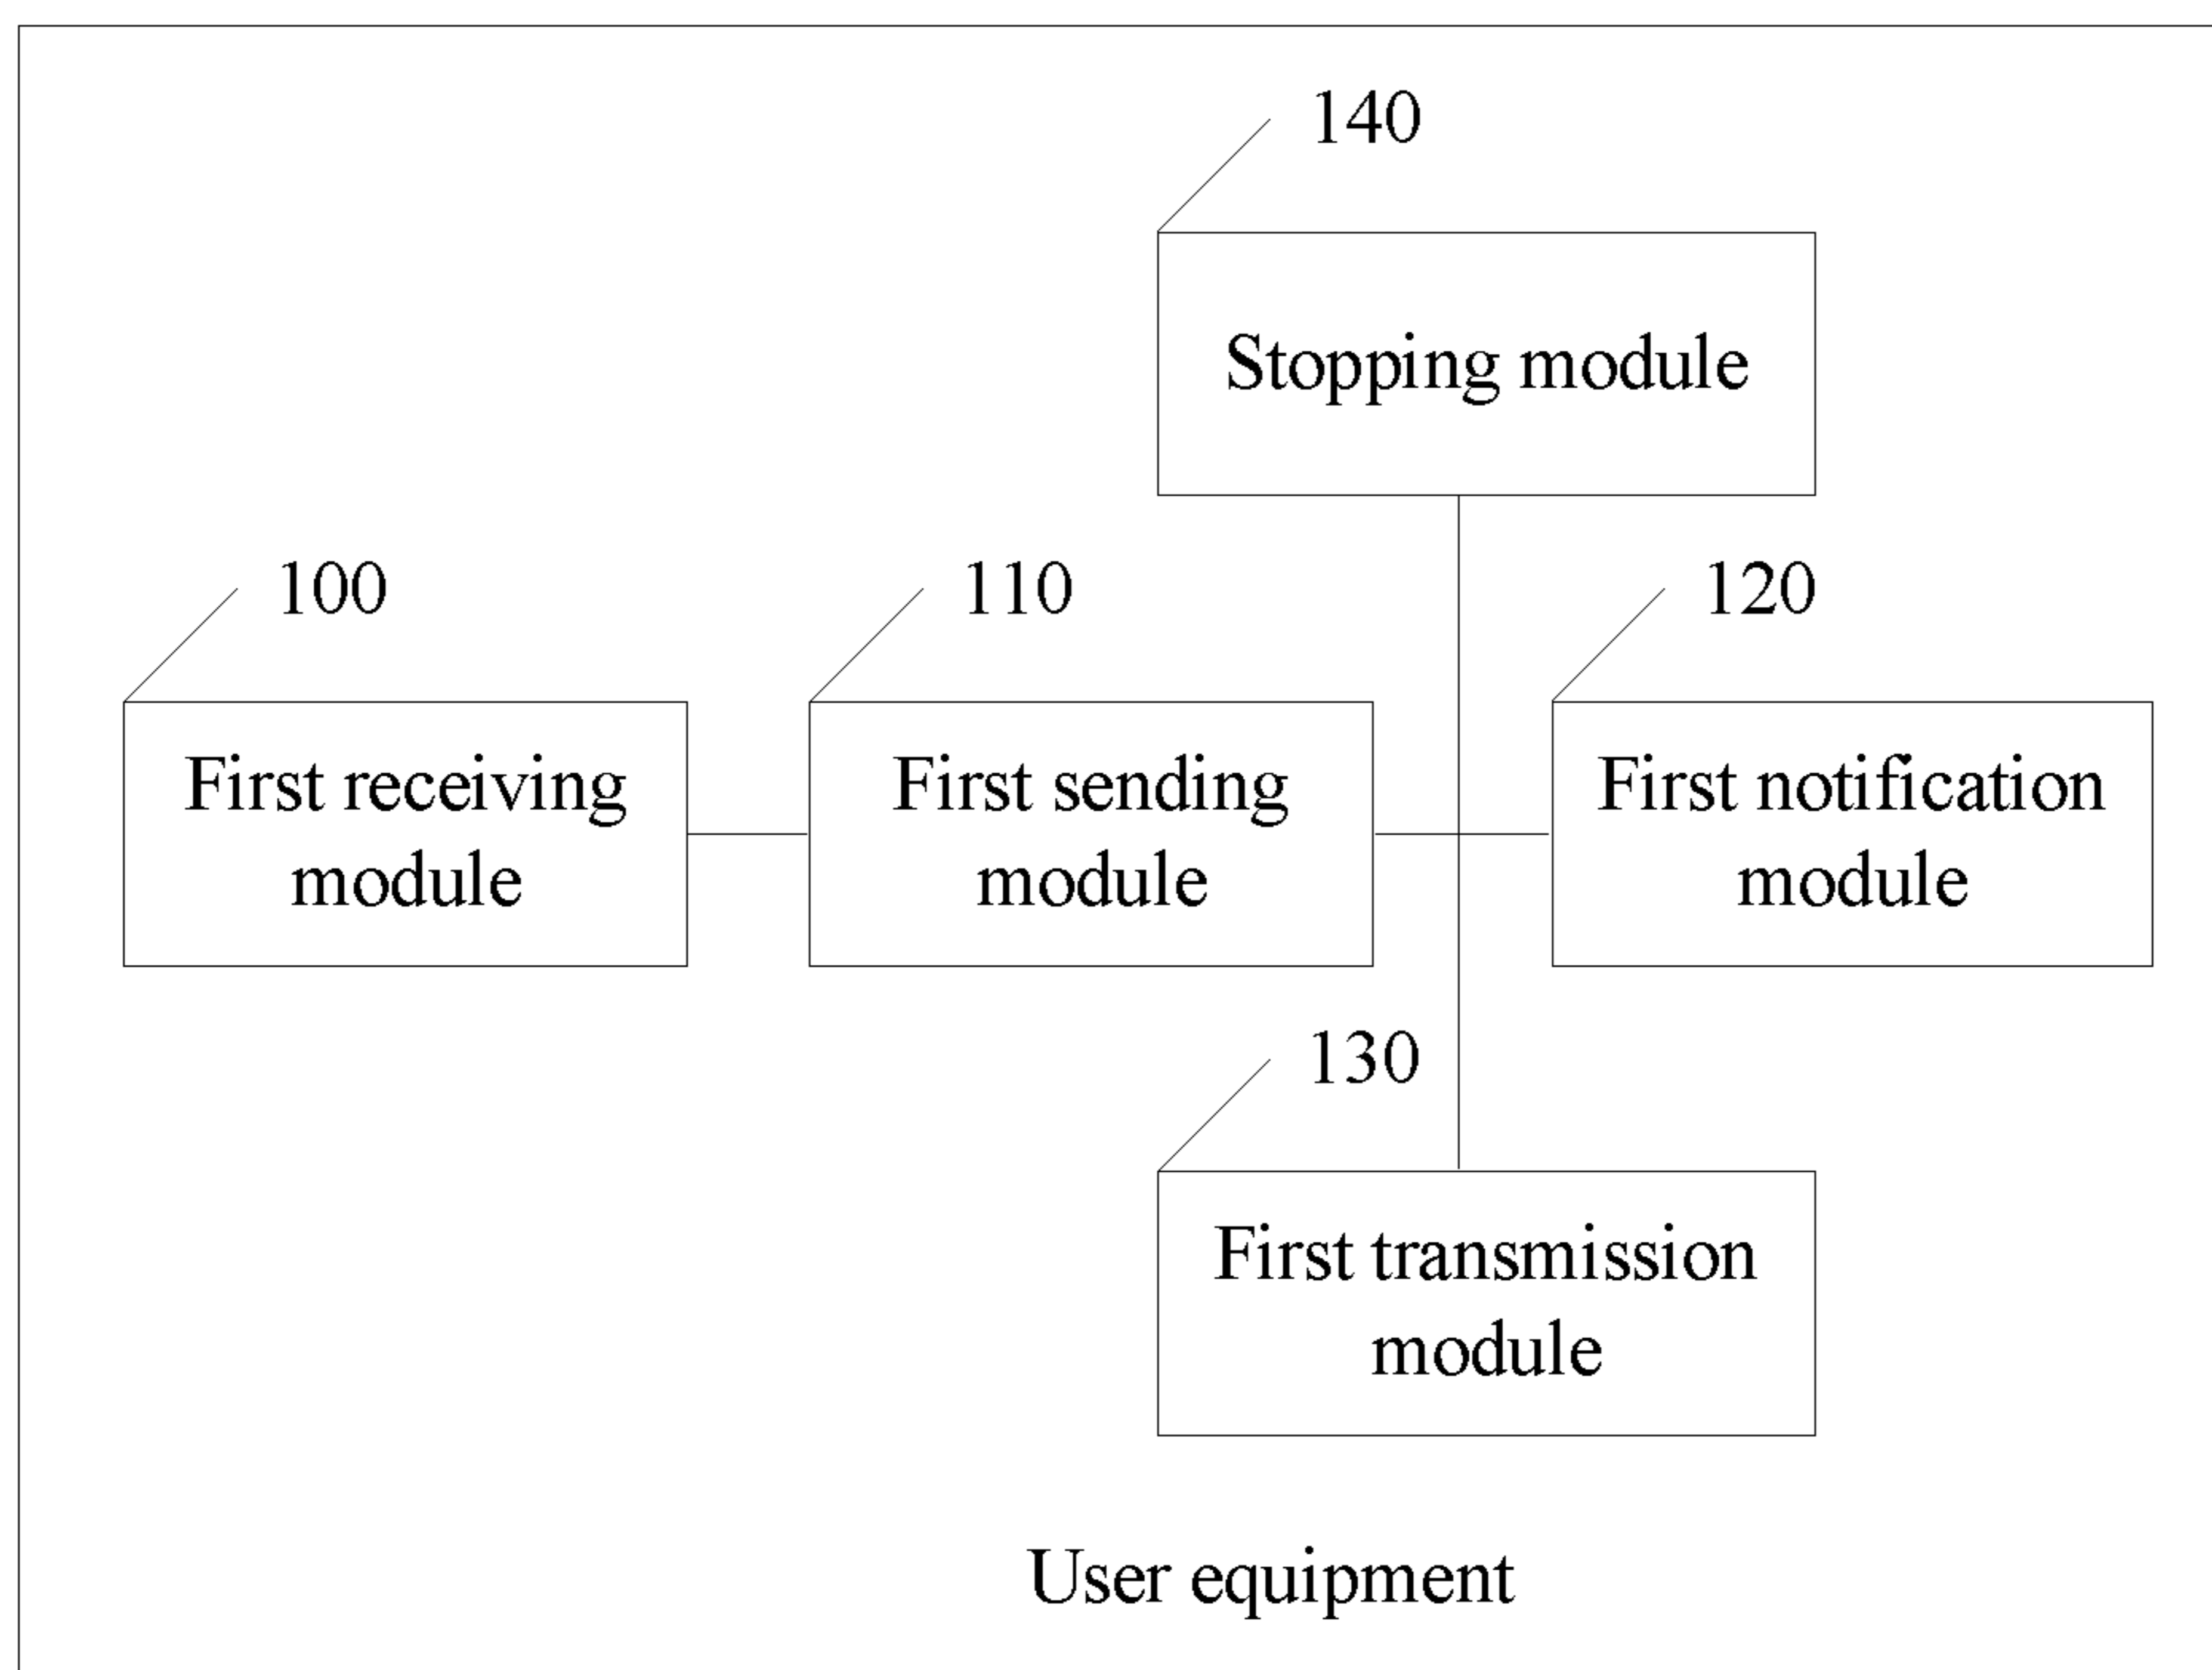 140
Stopping module
100
110
120
First receiving
module
First sending
module
First notification
module
130
First transmission
module
User equipment